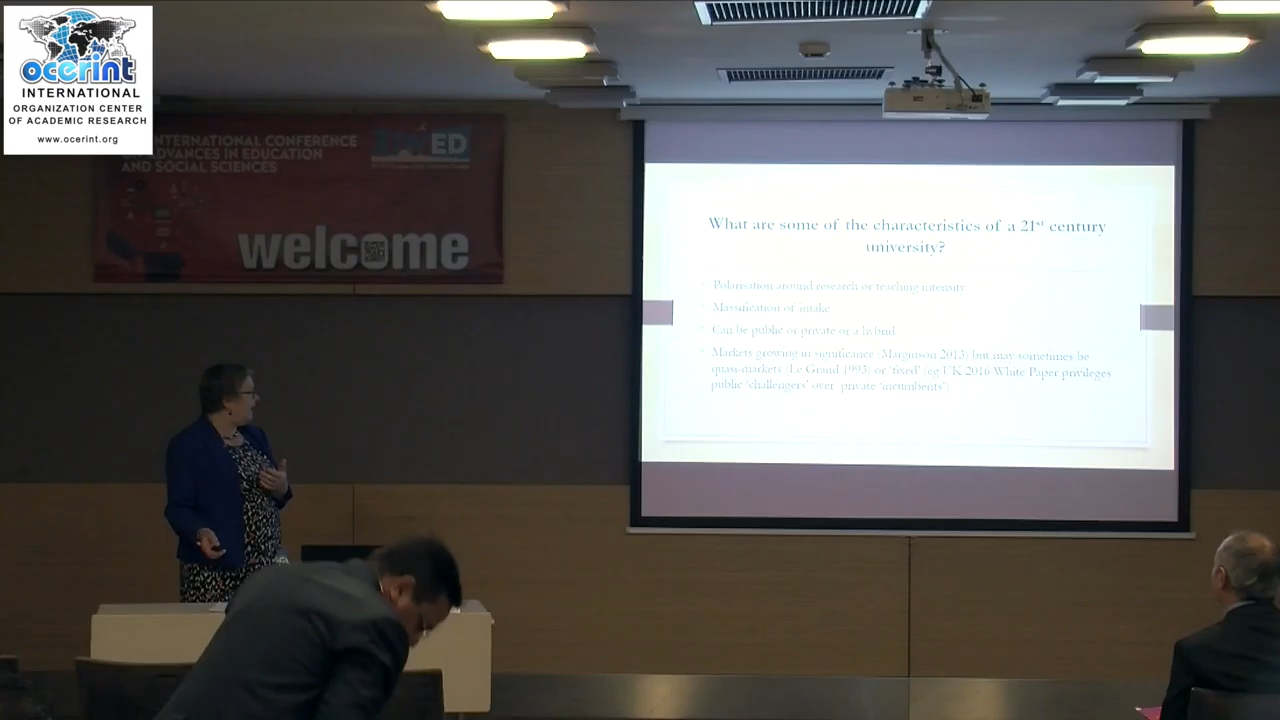 ocerint
INTERNATIONAL
ORGANIZATION CENTER
OF ACADEMIC RESEARCH
www.ocerint.org
INTERNATIONAL CONFERENCE
ON ADVANCES IN EDUCATION
AND SOCIAL SCIENCES
ED
welcome
What are some of the characteristics of a 21st century
university?
Polarisation around research or teaching intensity
Massification of intake
Can be public or private or a hybrid
Markets growing in significance (Marginson 2013) but may sometimes be
quasi-markets (Le Grand 1993) or 'fixed' (eg UK 2016 White Paper privileges
public 'challengers' over private 'incumbents')